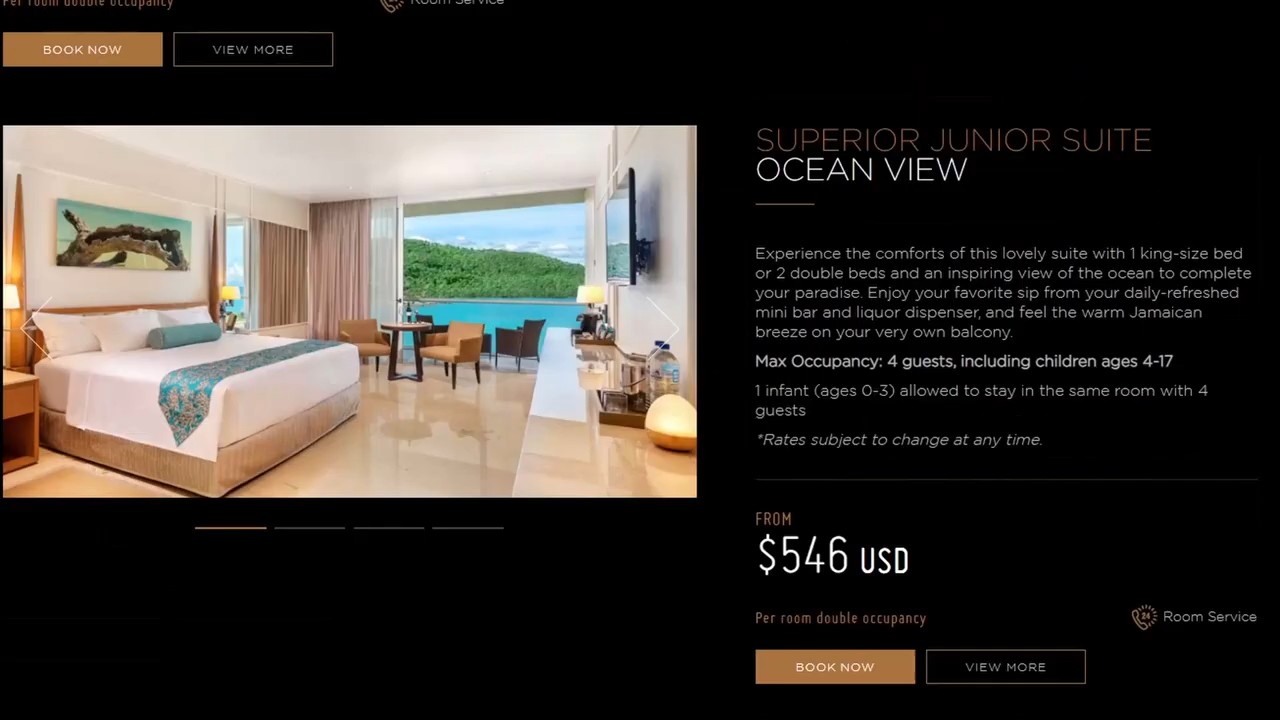 Per room double occupancy
Room Service
BOOK NOW
VIEW MORE
SUPERIOR JUNIOR SUITE
OCEAN VIEW
Experience the comforts of this lovely suite with 1 king-size bed
or 2 double beds and an inspiring view of the ocean to complete
your paradise. Enjoy your favorite sip from your daily-refreshed
mini bar and liquor dispenser, and feel the warm Jamaican
breeze on your very own balcony.
Max Occupancy: 4 guests, including children ages 4-17
1 infant (ages 0-3) allowed to stay in the same room with 4
guests
*Rates subject to change at any time.
FROM
$546 USD
Per room double occupancy
24
Room Service
BOOK NOW
VIEW MORE